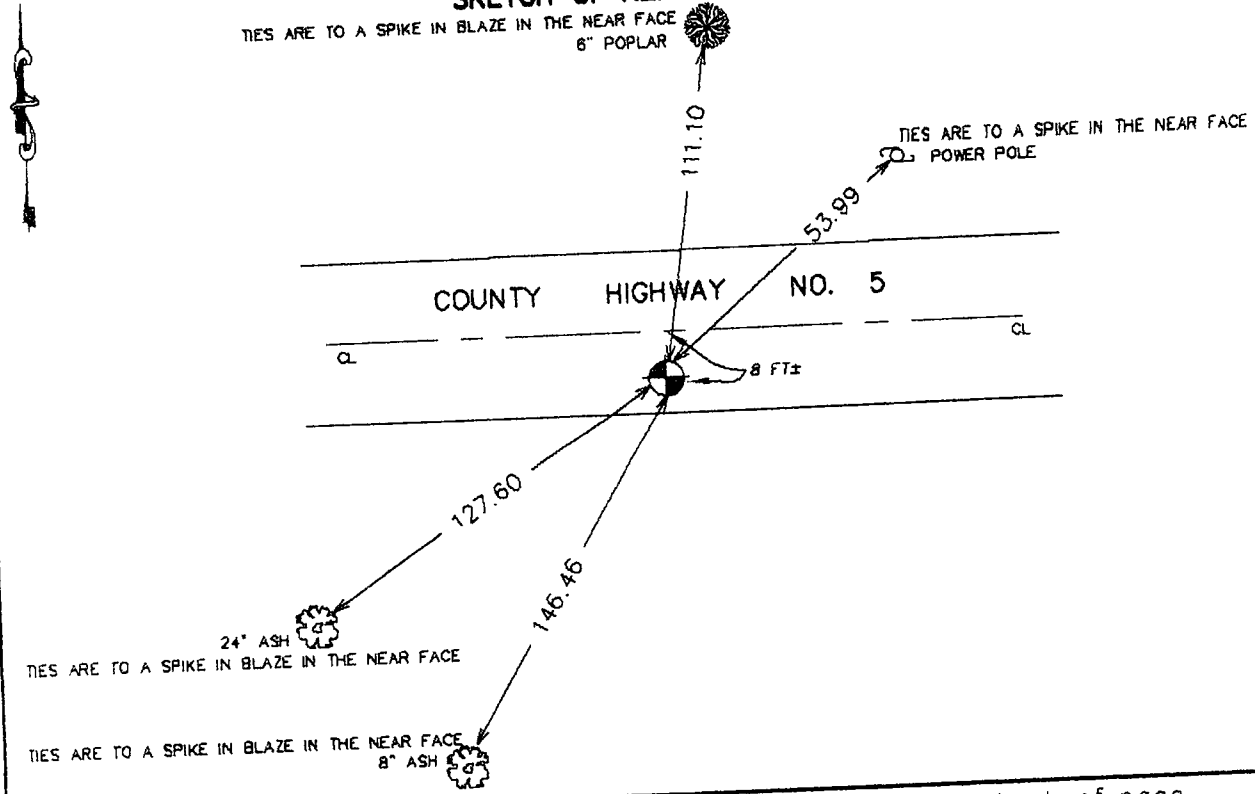 SKETCH OF
TIES ARE TO A SPIKE IN BLAZE IN THE NEAR FACE
6" POPLAR
111.10
TIES ARE TO A SPIKE IN THE NEAR FACE
POWER POLE
53.99
COUNTY HIGHWAY NO. 5
CL
CL
8 FT±
127.60
146.46
24" ASH
TIES ARE TO A SPIKE IN BLAZE IN THE NEAR FACE
TIES ARE TO A SPIKE IN BLAZE IN THE NEAR FACE
8" ASH